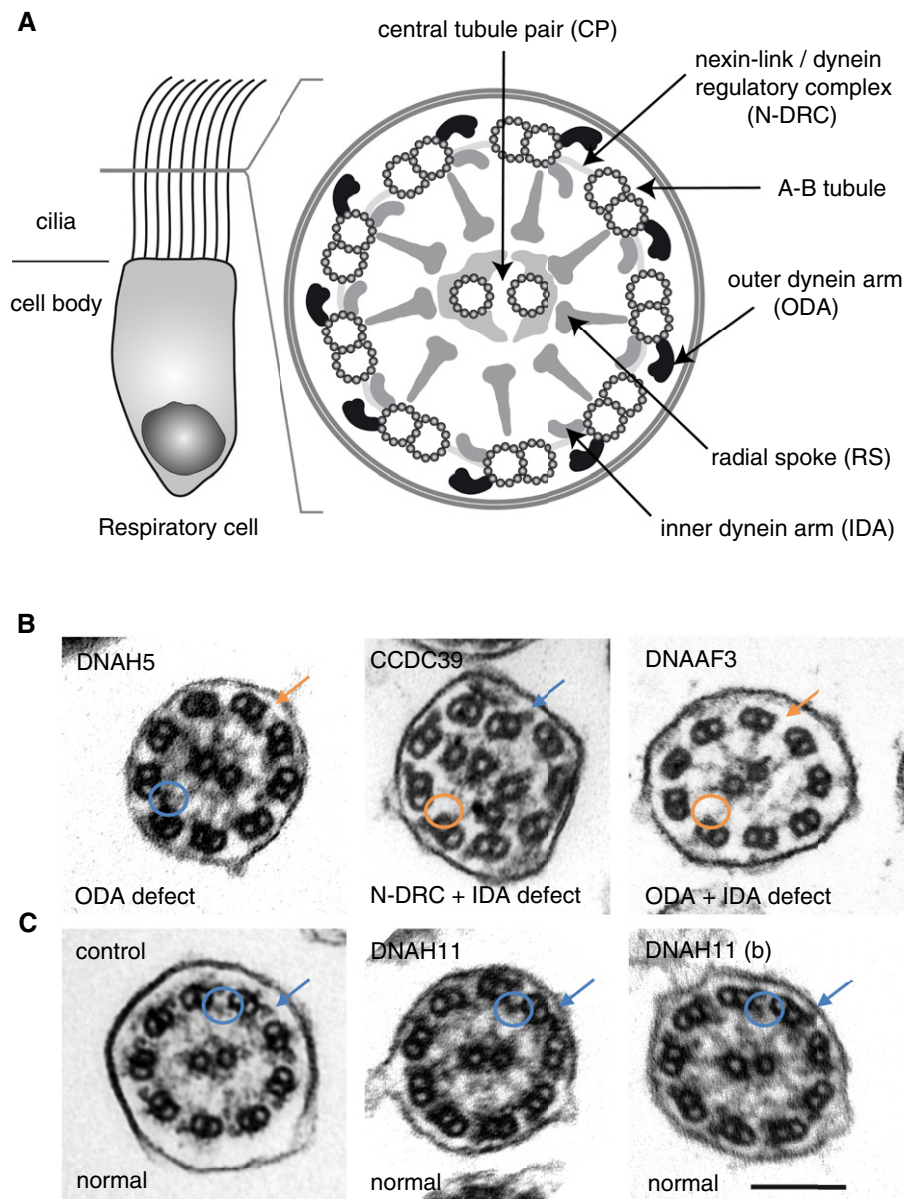 A
central tubule pair (CP)
nexin-link / dynein
regulatory complex
(N-DRC)
A-B tubule
cilia
cell body
outer dynein arm
(ODA)
radial spoke (RS)
inner dynein arm (IDA)
Respiratory cell
B
DNAH5
CCDC39
DNAAF3
ODA defect
N-DRC + IDA defect
ODA + IDA defect
C
control
DNAH11
DNAH11 (b)
normal
normal
normal